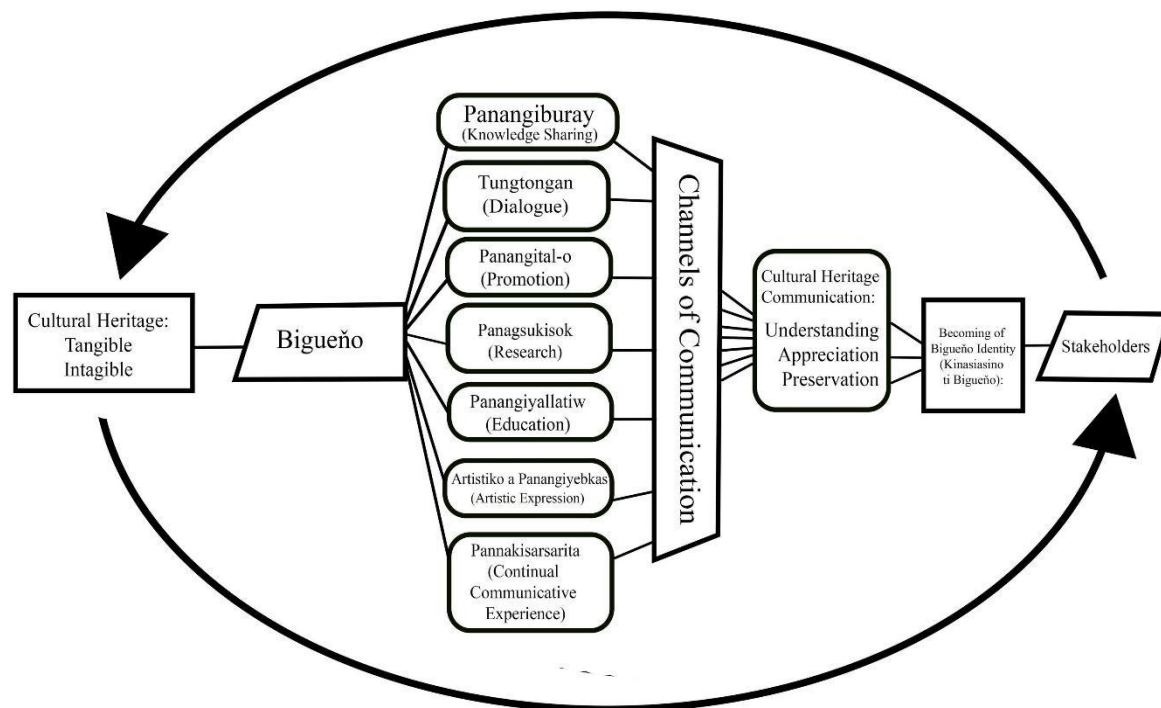 Cultural Heritage:
Tangible
Intagible
Bigueňo
Panangiburay
(Knowledge Sharing)
Tungtongan
(Dialogue)
Panangital-o
(Promotion)
Panagsukisok
(Research)
Panangiyallatiw
(Education)
Artistiko a Panangiyebkas
(Artistic Expression)
Pannakisarsarita
(Continual
Communicative
Experience)
Channels of Communication
Cultural Heritage
Communication:
Understanding
Appreciation
Preservation
Becoming of
Bigueňo Identity
(Kinasiasino
ti Bigueňo):
Stakeholders